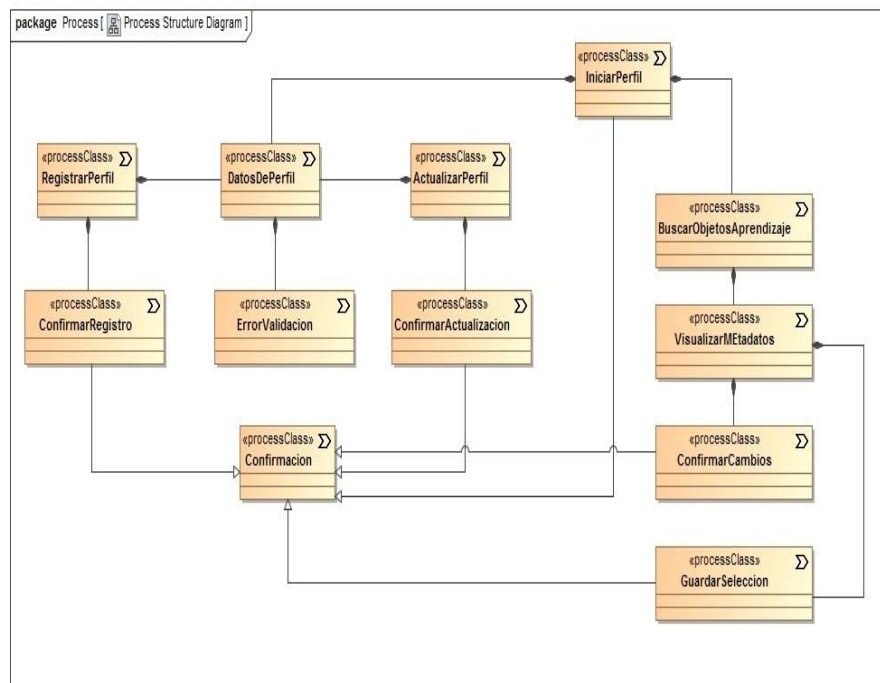 package Process [ Process Structure Diagram ]
«processClass»
IniciarPerfil
«processClass»
RegistrarPerfil
«processClass»
DatosDePerfil
«processClass»
ActualizarPerfil
«processClass»
BuscarObjetosAprendizaje
«processClass»
ConfirmarRegistro
«processClass»
ErrorValidacion
«processClass»
ConfirmarActualizacion
«processClass»
VisualizarMEtadatos
«processClass»
Confirmacion
«processClass»
ConfirmarCambios
«processClass»
GuardarSeleccion